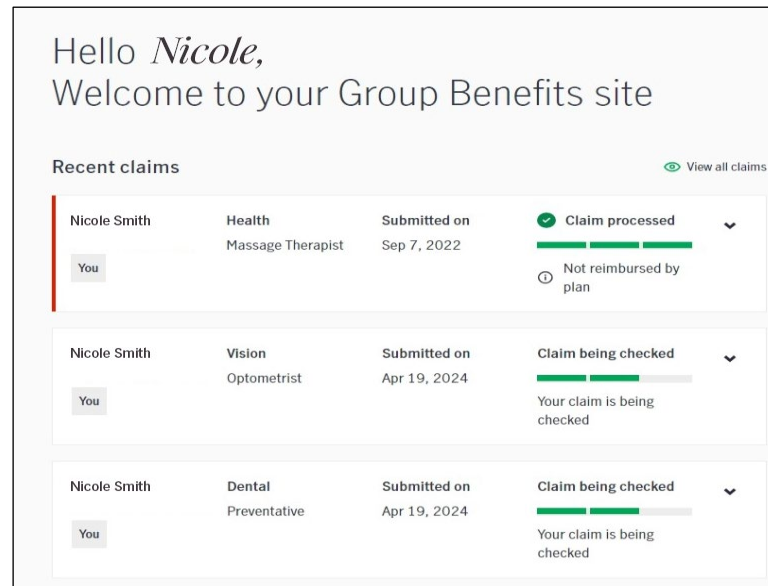 Hello Nicole,
Welcome to your Group Benefits site
Recent claims
View all claims
Nicole Smith
You
Health
Massage Therapist
Submitted on
Sep 7, 2022
Claim processed
Not reimbursed by
plan
Nicole Smith
You
Vision
Optometrist
Submitted on
Apr 19, 2024
Claim being checked
Your claim is being
checked
Nicole Smith
You
Dental
Preventative
Submitted on
Apr 19, 2024
Claim being checked
Your claim is being
checked